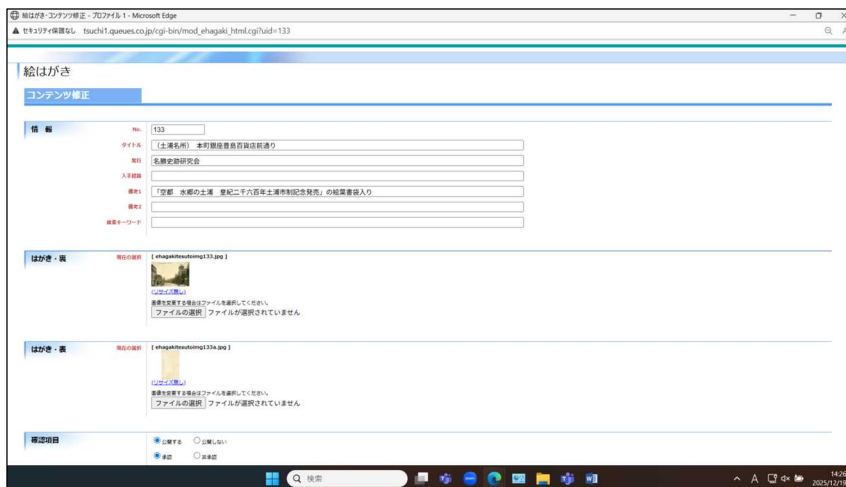 絵はがき-コンテンツ修正 - プロファイル 1 - Microsoft Edge
セキュリティ保護なし tsuchi1.queues.co.jp/cgi-bin/mod_ehagaki_html.cgi?uid=133
絵はがき
コンテンツ修正
情 報
No. 133
タイトル (土浦名所) 本町銀座豊島百貨店前通り
発行 名勝史跡研究会
入手経路
備考1 「空都 水郷の土浦 皇紀二千六百年土浦市制記念発売」の絵葉書袋入り
備考2
検索キーワード
はがき・裏 現在の選択 [ ehagakitsutoimg133.jpg ]
(リサイズ無し)
画像を変更する場合はファイルを選択してください。
ファイルの選択 ファイルが選択されていません
はがき・表 現在の選択 [ ehagakitsutoimg133a.jpg ]
(リサイズ無し)
画像を変更する場合はファイルを選択してください。
ファイルの選択 ファイルが選択されていません
確認項目 公開する 公開しない
承認 非承認
検索
A 14:26
2025/12/19